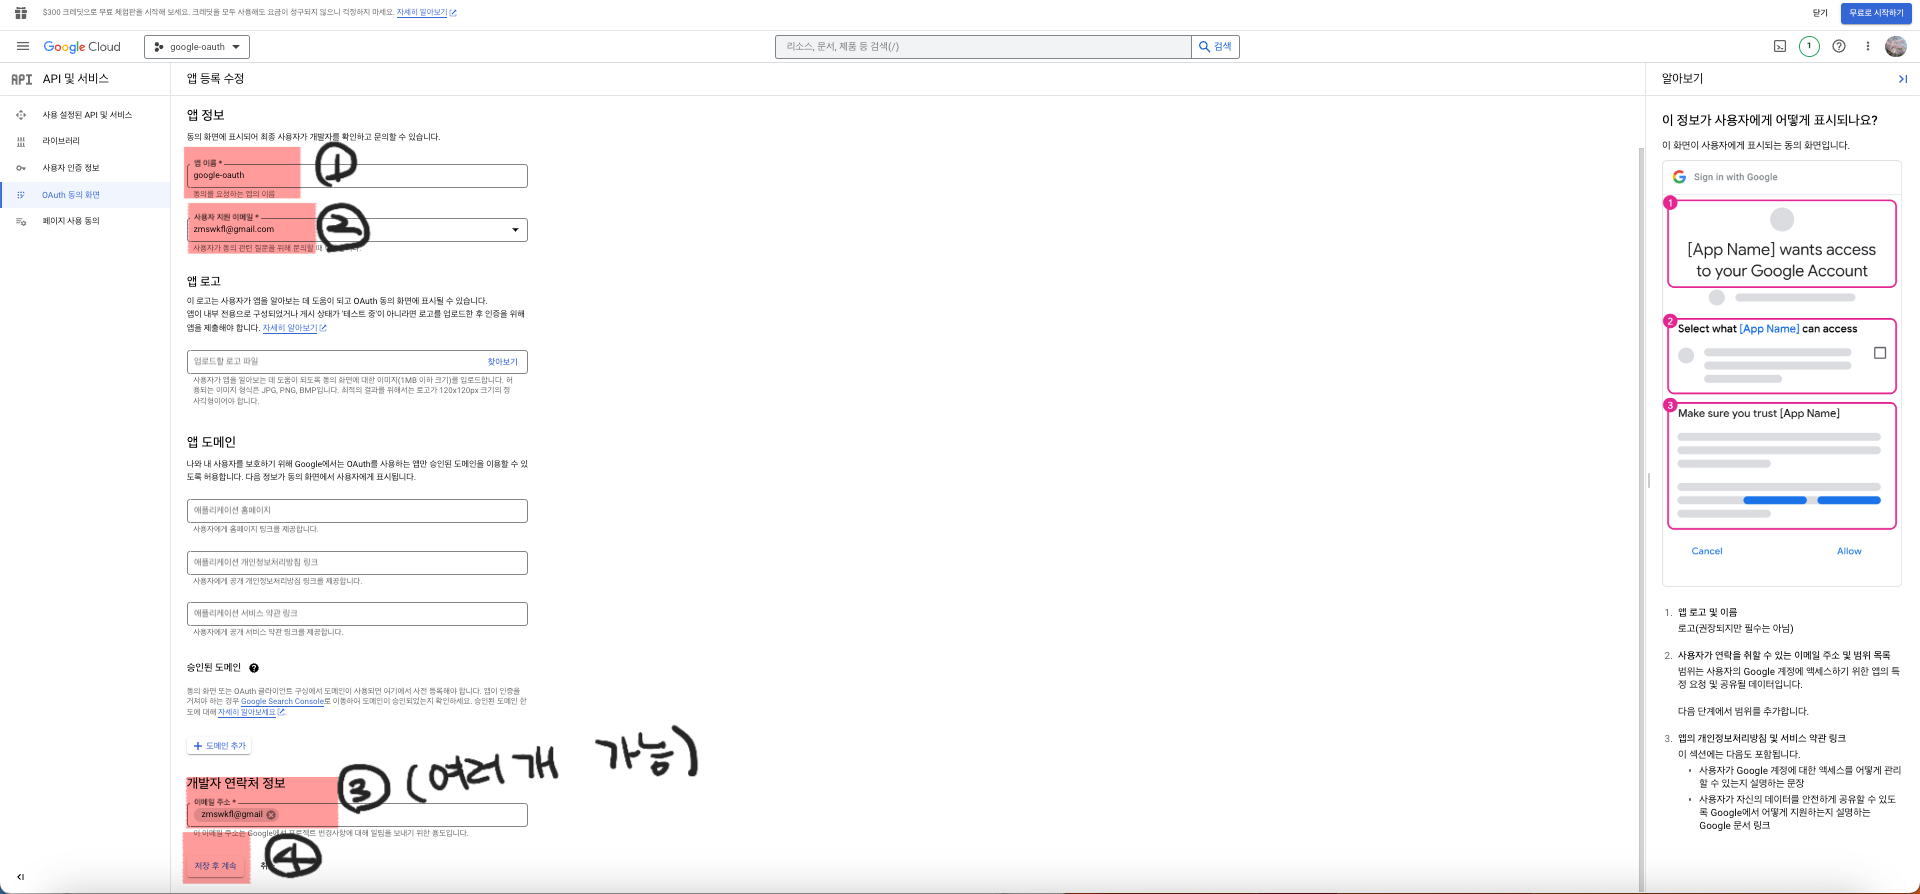 $300 크레딧으로 무료 체험판을 시작해 보세요. 크레딧을 모두 사용해도 요금이 청구되지 않으니 걱정하지 마세요. 자세히 알아보기
닫기
무료로 시작하기
Google Cloud
google-oauth
리소스, 문서, 제품 등 검색(/)
검색
1
API API 및 서비스
사용 설정된 API 및 서비스
라이브러리
사용자 인증 정보
OAuth 동의 화면
페이지 사용 동의
앱 등록 수정
앱 정보
동의 화면에 표시되어 최종 사용자가 개발자를 확인하고 문의할 수 있습니다.
앱 이름 *
google-oauth
①
동의를 요청하는 앱의 이름
사용자 지원 이메일 *
zmswkfl@gmail.com
②
사용자가 동의 관련 질문을 위해 문의할 때
앱 로고
이 로고는 사용자가 앱을 알아보는 데 도움이 되고 OAuth 동의 화면에 표시될 수 있습니다.
앱이 내부 전용으로 구성되었거나 게시 상태가 '테스트 중'이 아니라면 로고를 업로드한 후 인증을 위해
앱을 제출해야 합니다. 자세히 알아보기
업로드할 로고 파일
찾아보기
사용자가 앱을 알아보는 데 도움이 되도록 동의 화면에 대한 이미지(1MB 이하 크기)를 업로드합니다. 허
용되는 이미지 형식은 JPG, PNG, BMP입니다. 최적의 결과를 위해서는 로고가 120x120px 크기의 정
사각형이어야 합니다.
앱 도메인
나와 내 사용자를 보호하기 위해 Google에서는 OAuth를 사용하는 앱만 승인된 도메인을 이용할 수 있
도록 허용합니다. 다음 정보가 동의 화면에서 사용자에게 표시됩니다.
애플리케이션 홈페이지
사용자에게 홈페이지 링크를 제공합니다.
애플리케이션 개인정보처리방침 링크
사용자에게 공개 개인정보처리방침 링크를 제공합니다.
애플리케이션 서비스 약관 링크
사용자에게 공개 서비스 약관 링크를 제공합니다.
승인된 도메인
동의 화면 또는 OAuth 클라이언트 구성에서 도메인이 사용되면 여기에서 사전 등록해야 합니다. 앱이 인증을
거쳐야 하는 경우 Google Search Console로 이동하여 도메인이 승인되었는지 확인하세요. 승인된 도메인 한
도에 대해 자세히 알아보세요.
+ 도메인 추가
개발자 연락처 정보
③ (여러개 가능)
이메일 주소 *
zmswkfl@gmail
이 이메일 주소는 Google에서 프로젝트 변경사항에 대해 알림을 보내기 위한 용도입니다.
저장 후 계속
④
알아보기
이 정보가 사용자에게 어떻게 표시되나요?
이 화면이 사용자에게 표시되는 동의 화면입니다.
Sign in with Google
1
[App Name] wants access
to your Google Account
2
Select what [App Name] can access
3
Make sure you trust [App Name]
Cancel
Allow
1. 앱 로고 및 이름
로고(권장되지만 필수는 아님)
2. 사용자가 연락을 취할 수 있는 이메일 주소 및 범위 목록
범위는 사용자의 Google 계정에 액세스하기 위한 앱의 특
정 요청 및 공유될 데이터입니다.
다음 단계에서 범위를 추가합니다.
3. 앱의 개인정보처리방침 및 서비스 약관 링크
이 섹션에는 다음도 포함됩니다.
• 사용자가 Google 계정에 대한 액세스를 어떻게 관리
할 수 있는지 설명하는 문장
• 사용자가 자신의 데이터를 안전하게 공유할 수 있도
록 Google에서 어떻게 지원하는지 설명하는
Google 문서 링크